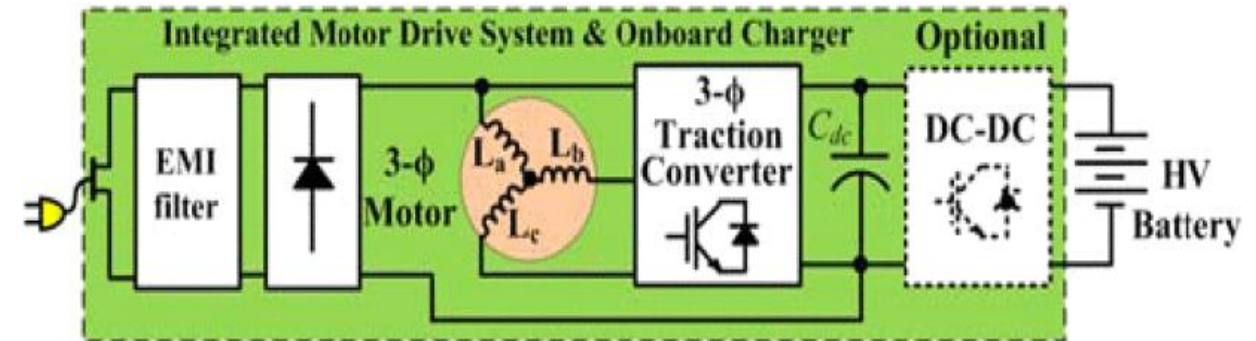 Integrated Motor Drive System & Onboard Charger
Optional
EMI
filter
3-ϕ
Motor
La
Lb
Lc
3-ϕ
Traction
Converter
Cdc
DC-DC
HV
Battery